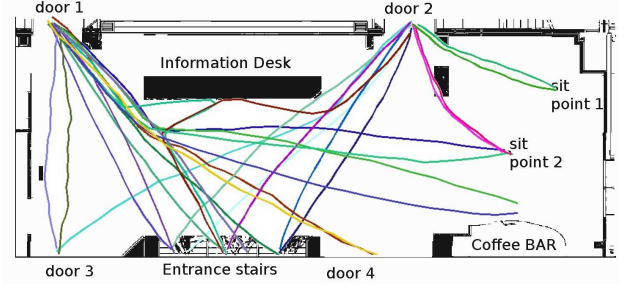 door 1
door 2
Information Desk
sit
point 1
sit
point 2
Coffee BAR
door 3
Entrance stairs
door 4